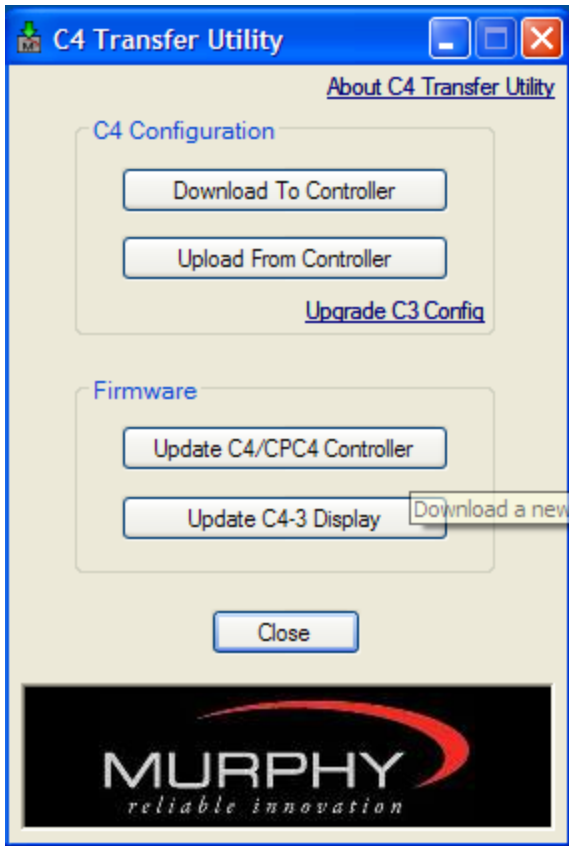 C4 Transfer Utility
About C4 Transfer Utility
C4 Configuration
Download To Controller
Upload From Controller
Upgrade C3 Config
Firmware
Update C4/CPC4 Controller
Update C4-3 Display
Download a new
Close
MURPHY
reliable innovation